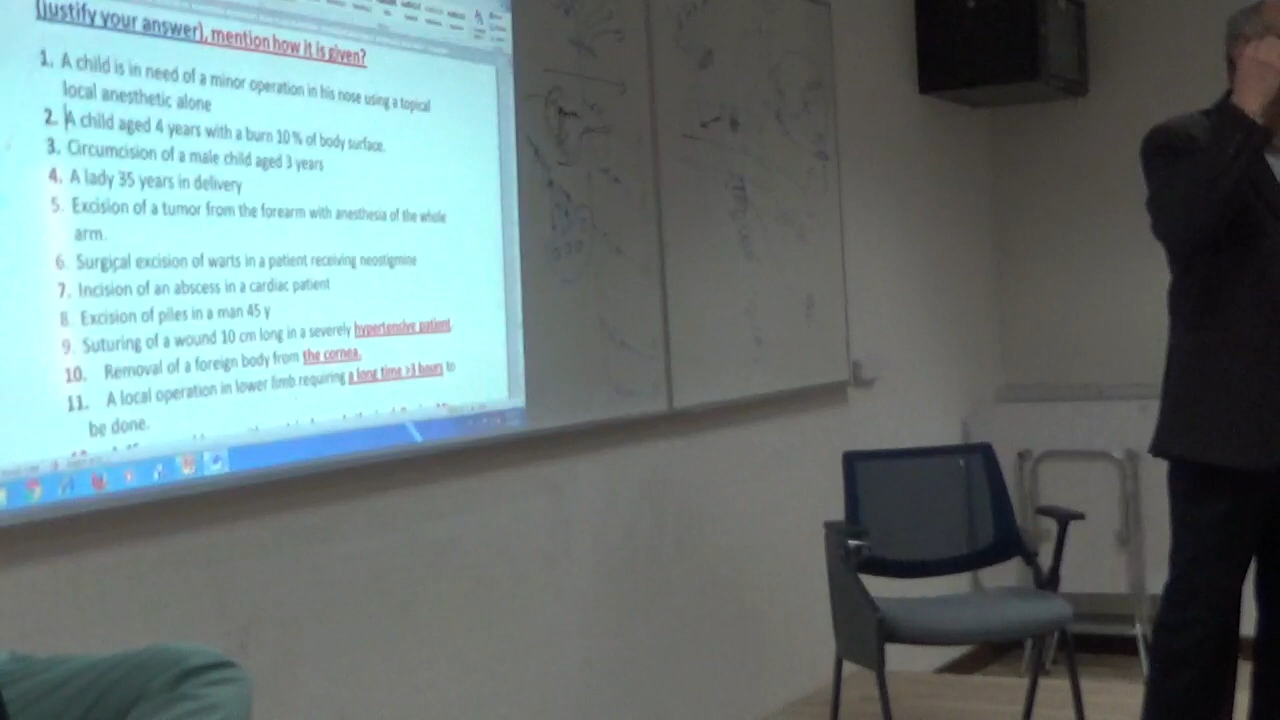 (Justify your answer), mention how it is given?
1. A child is in need of a minor operation in his nose using a topical
local anesthetic alone
2. A child aged 4 years with a burn 10 % of body surface.
3. Circumcision of a male child aged 3 years
4. A lady 35 years in delivery
5. Excision of a tumor from the forearm with anesthesia of the whole
arm.
6. Surgical excision of warts in a patient receiving neostigmine
7. Incision of an abscess in a cardiac patient
8. Excision of piles in a man 45 y
9. Suturing of a wound 10 cm long in a severely hypertensive patient
10. Removal of a foreign body from the cornea.
11. A local operation in lower limb requiring a long time >3 hours to
be done.